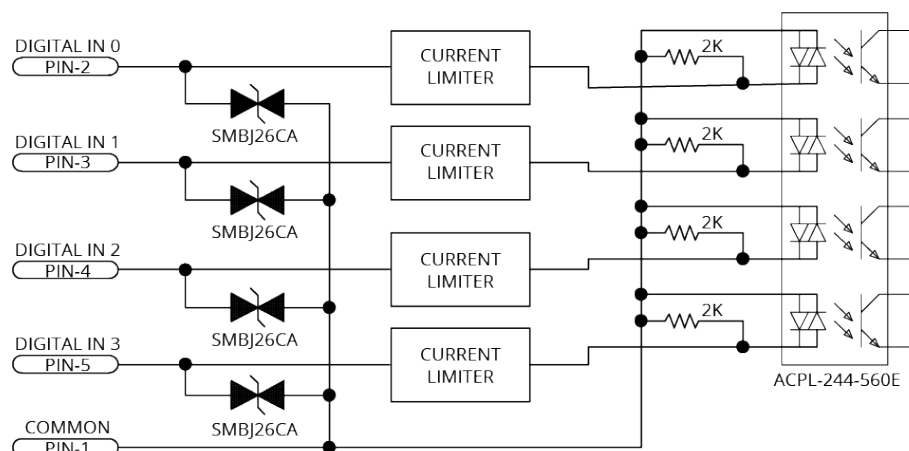 DIGITAL IN 0
PIN-2
CURRENT
LIMITER
2K
SMBJ26CA
DIGITAL IN 1
PIN-3
CURRENT
LIMITER
2K
SMBJ26CA
DIGITAL IN 2
PIN-4
CURRENT
LIMITER
2K
SMBJ26CA
DIGITAL IN 3
PIN-5
CURRENT
LIMITER
2K
SMBJ26CA
ACPL-244-560E
COMMON
PIN-1